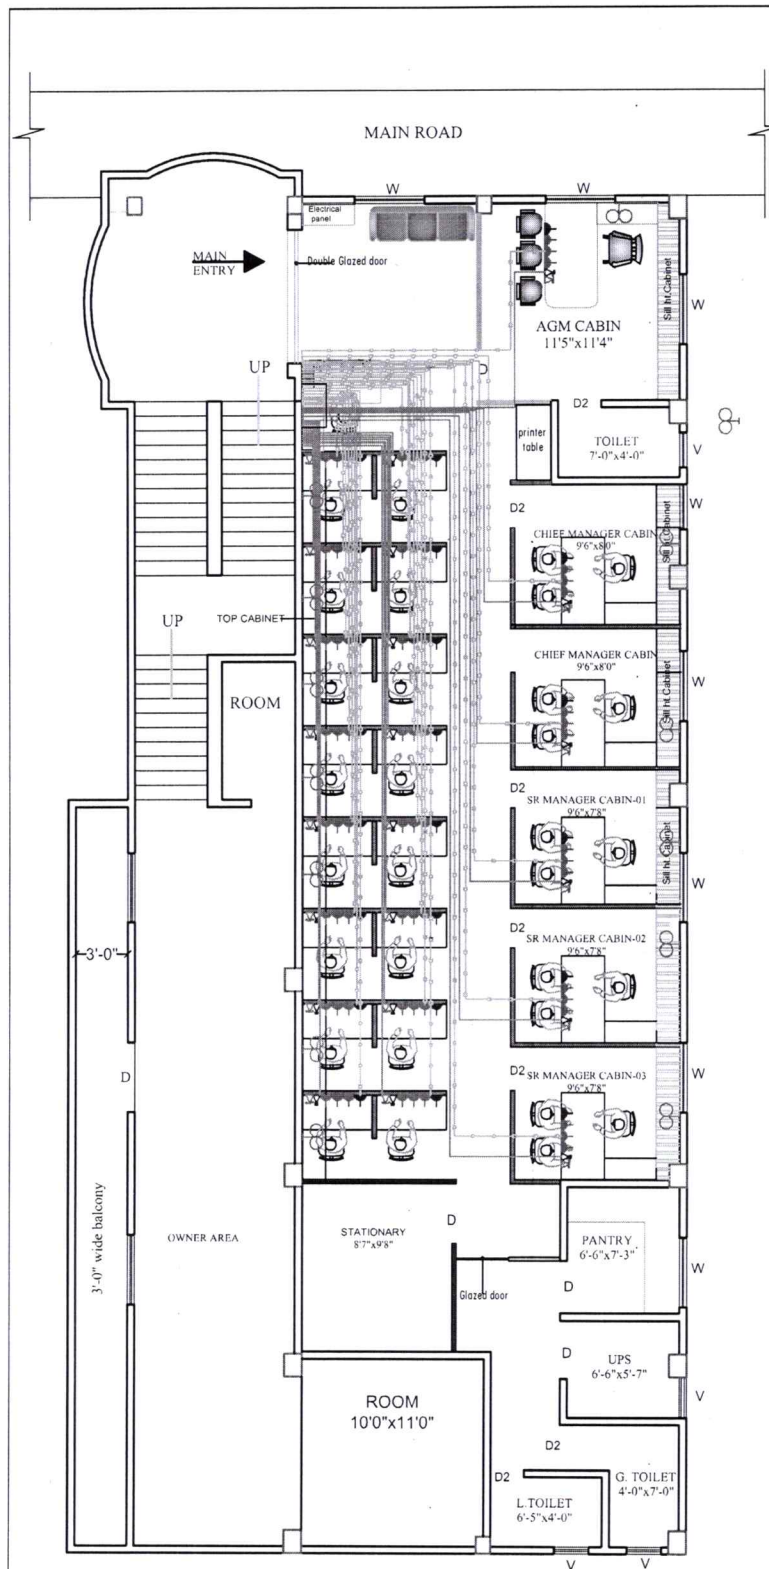 MAIN ROAD
W
W
Electrical
panel
MAIN
ENTRY
Double Glazed door
Sill ht.Cabinet
W
AGM CABIN
11'5"x11'4"
UP
D2
printer
table
TOILET
7'-0"x4'-0"
V
W
D2
CHIEF MANAGER CABIN
9'6"x8'0"
Sill ht.Cabinet
TOP CABINET
UP
D2
CHIEF MANAGER CABIN
9'6"x8'0"
Sill ht.Cabinet
W
ROOM
D2
SR MANAGER CABIN-01
9'6"x7'8"
Sill ht.Cabinet
W
D2
SR MANAGER CABIN-02
9'6"x7'8"
3'-0"
D
D2
SR MANAGER CABIN-03
9'6"x7'8"
W
3'-0" wide balcony
OWNER AREA
STATIONARY
8'7"x9'8"
D
PANTRY
6'-6"x7'-3"
W
Glazed door
D
D
UPS
6'-6"x5'-7"
V
ROOM
10'0"x11'0"
D2
D2
G. TOILET
4'-0"x7'-0"
L.TOILET
6'-5"x4'-0"
V
V